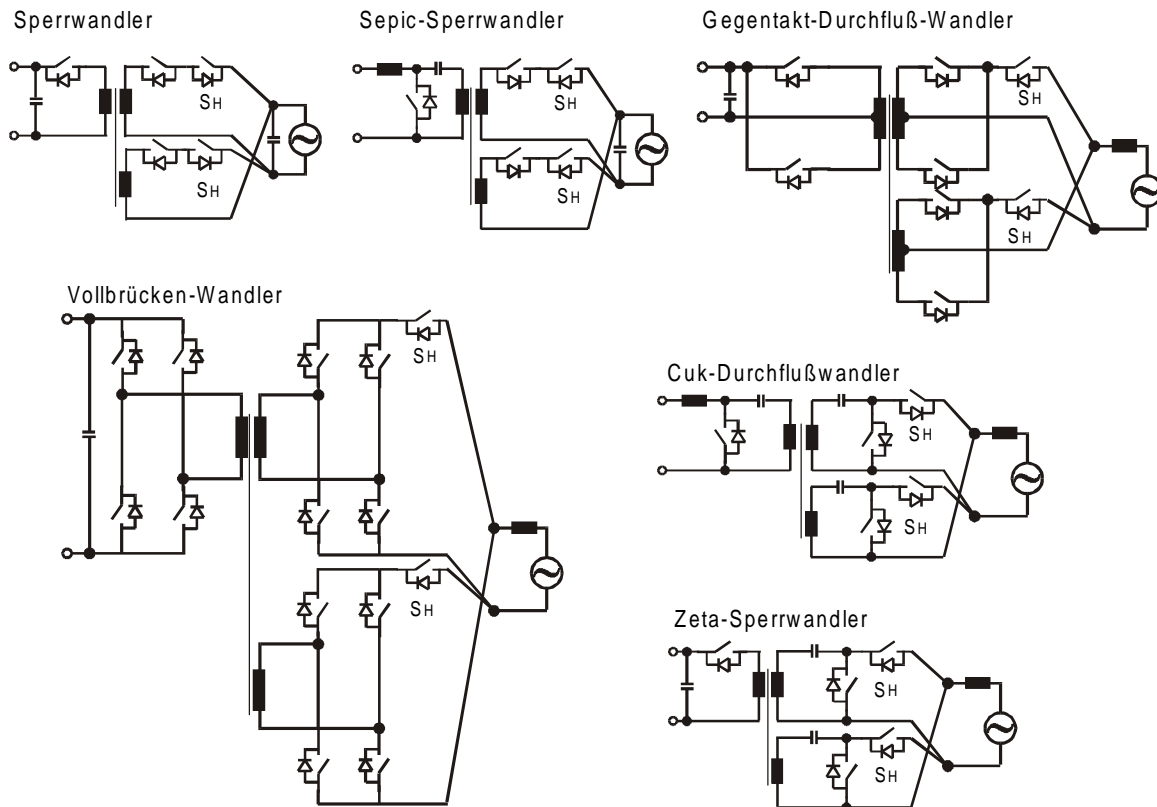 Sperrwandler
Sepic-Sperrwandler
Gegentakt-Durchfluß-Wandler
SH
SH
SH
SH
SH
SH
Vollbrücken-Wandler
SH
SH
Cuk-Durchflußwandler
SH
SH
Zeta-Sperrwandler
SH
SH